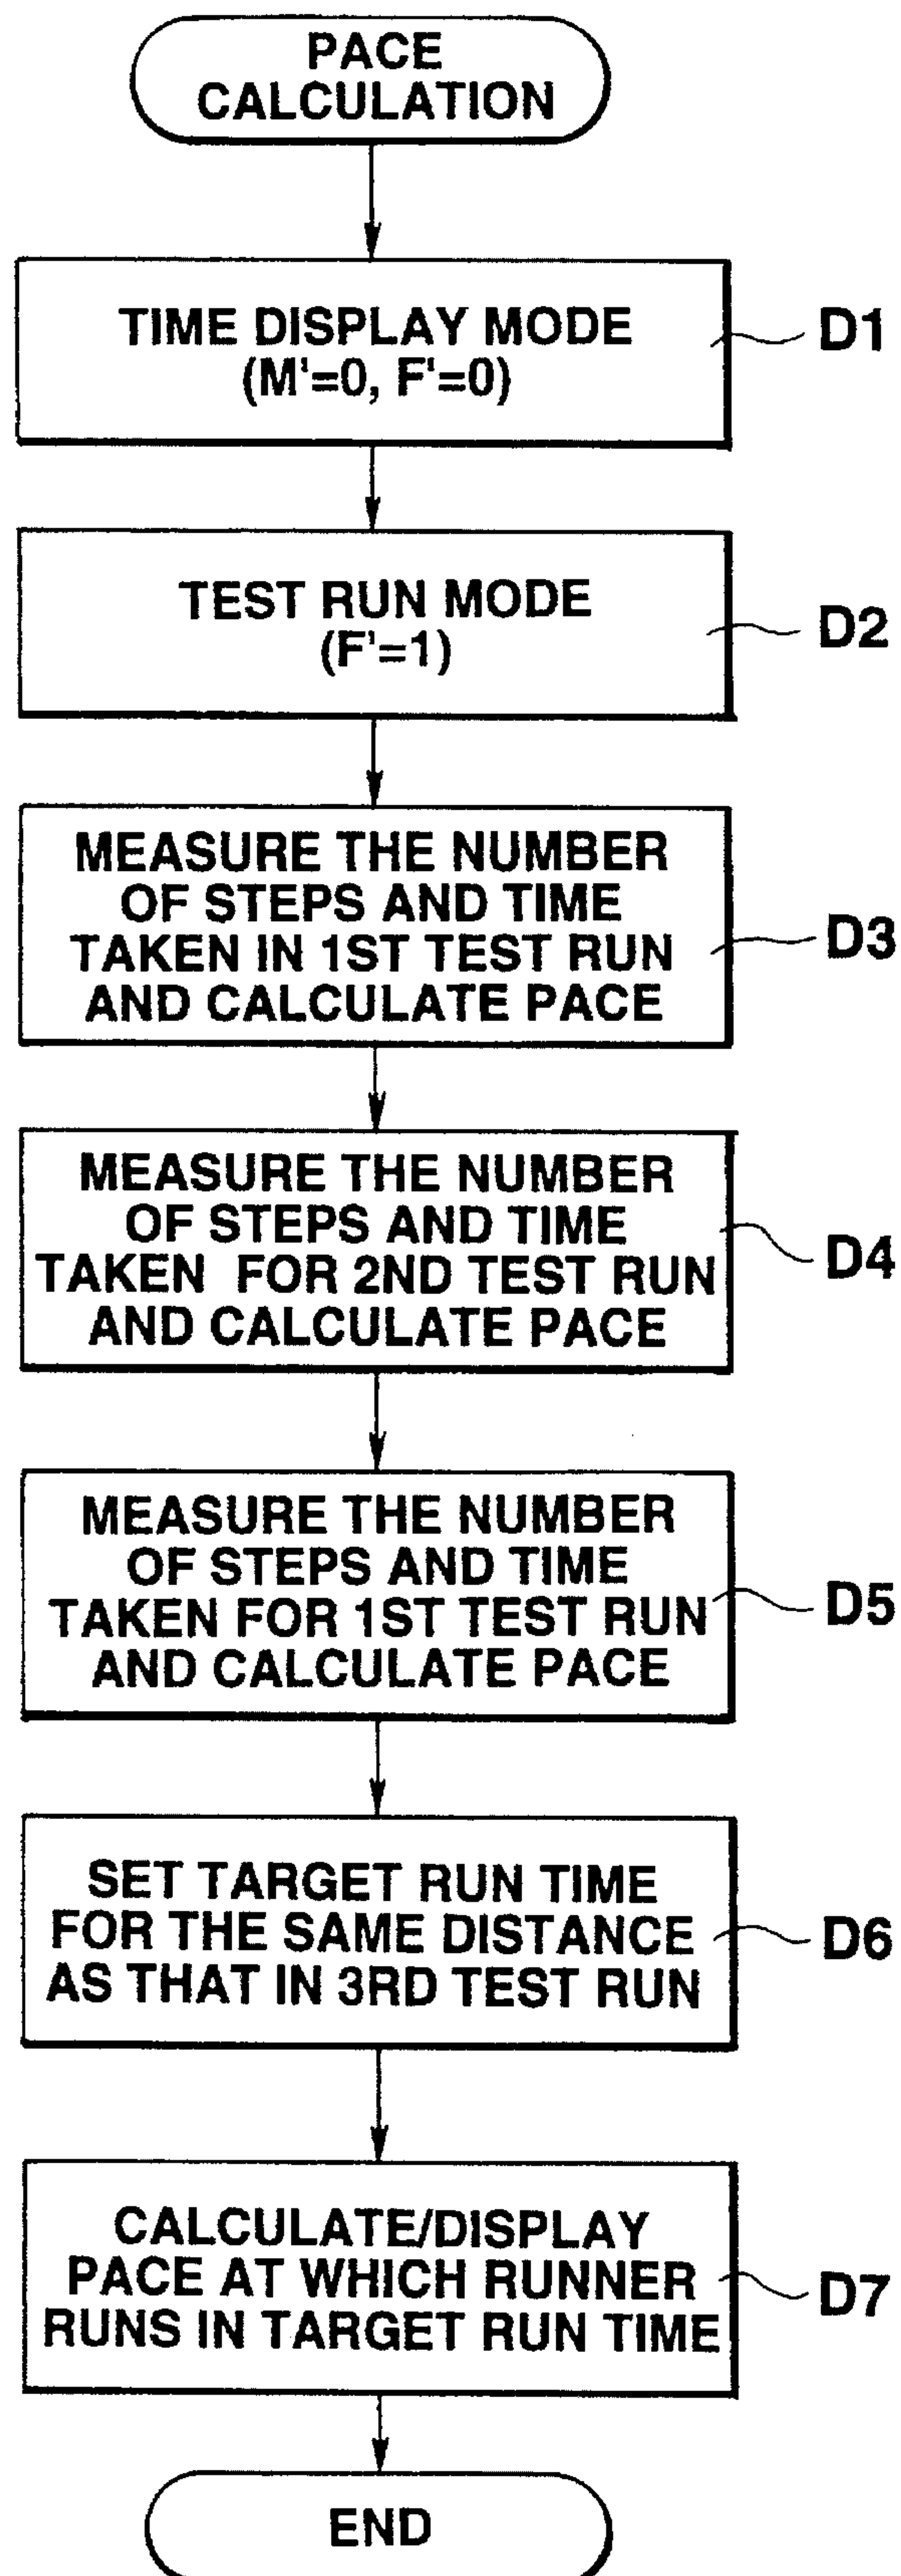 PACE
CALCULATION
TIME DISPLAY MODE
(M'=0, F'=0)
D1
TEST RUN MODE
(F'=1)
D2
MEASURE THE NUMBER
OF STEPS AND TIME
TAKEN IN 1ST TEST RUN
AND CALCULATE PACE
D3
MEASURE THE NUMBER
OF STEPS AND TIME
TAKEN FOR 2ND TEST RUN
AND CALCULATE PACE
D4
MEASURE THE NUMBER
OF STEPS AND TIME
TAKEN FOR 1ST TEST RUN
AND CALCULATE PACE
D5
SET TARGET RUN TIME
FOR THE SAME DISTANCE
AS THAT IN 3RD TEST RUN
D6
CALCULATE/DISPLAY
PACE AT WHICH RUNNER
RUNS IN TARGET RUN TIME
D7
END